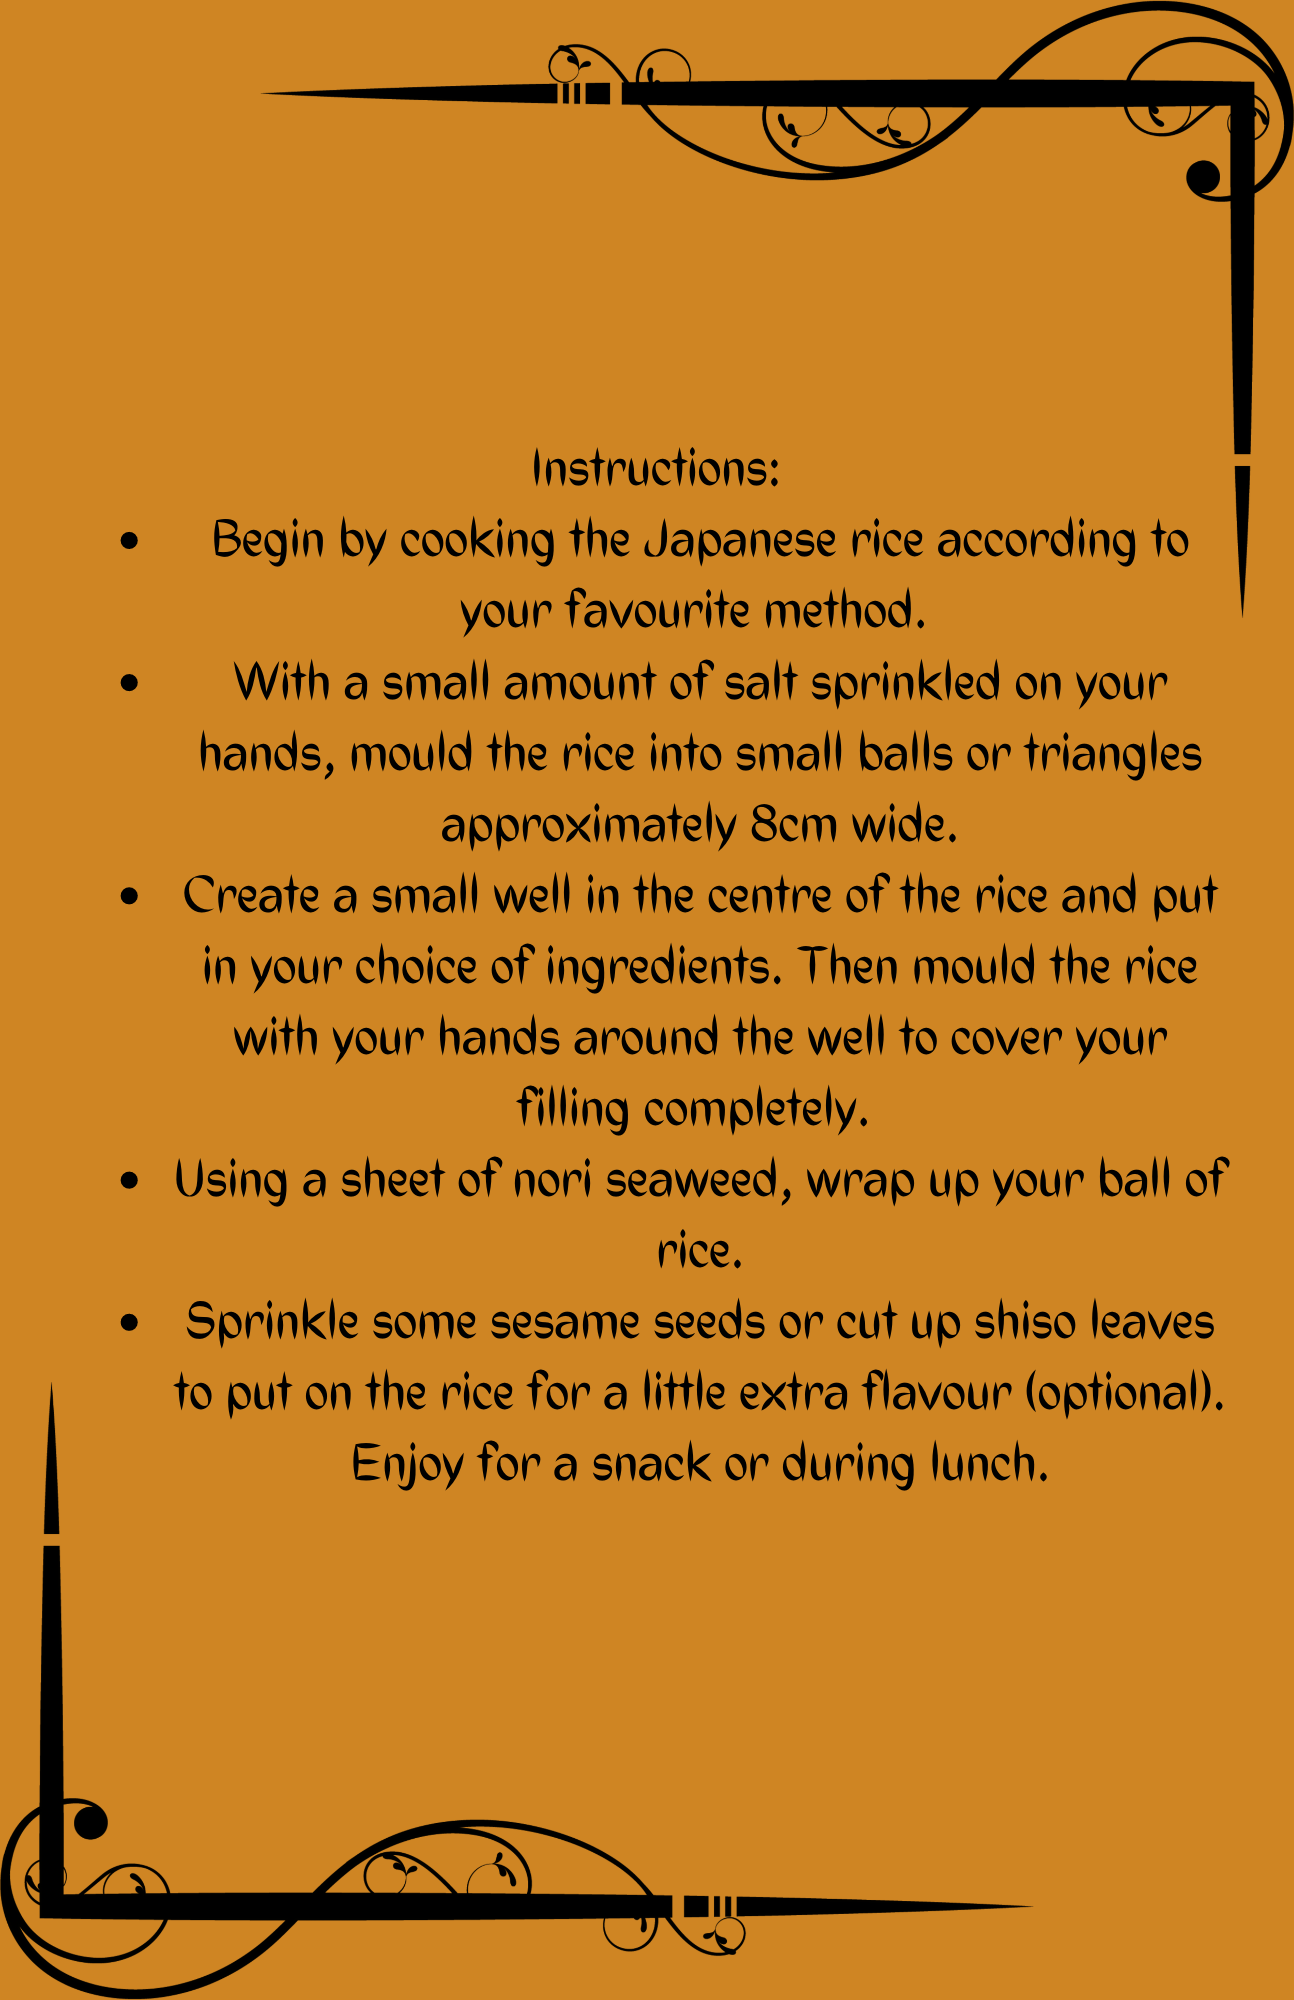 Instructions:
• Begin by cooking the Japanese rice according to
your favourite method.
• With a small amount of salt sprinkled on your
hands, mould the rice into small balls or triangles
approximately 8cm wide.
• Create a small well in the centre of the rice and put
in your choice of ingredients. Then mould the rice
with your hands around the well to cover your
filling completely.
• Using a sheet of nori seaweed, wrap up your ball of
rice.
• Sprinkle some sesame seeds or cut up shiso leaves
to put on the rice for a little extra flavour (optional).
Enjoy for a snack or during lunch.